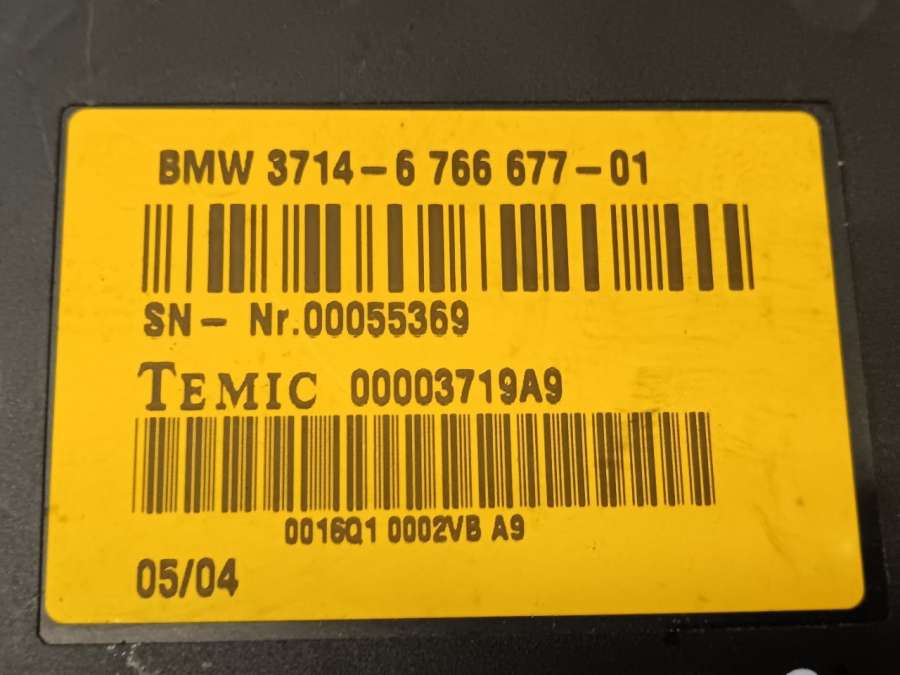 BMW 3714-6 766 677-01
SN- Nr.00055369
TEMIC 00003719A9
0016Q1 0002VB A9
05/04